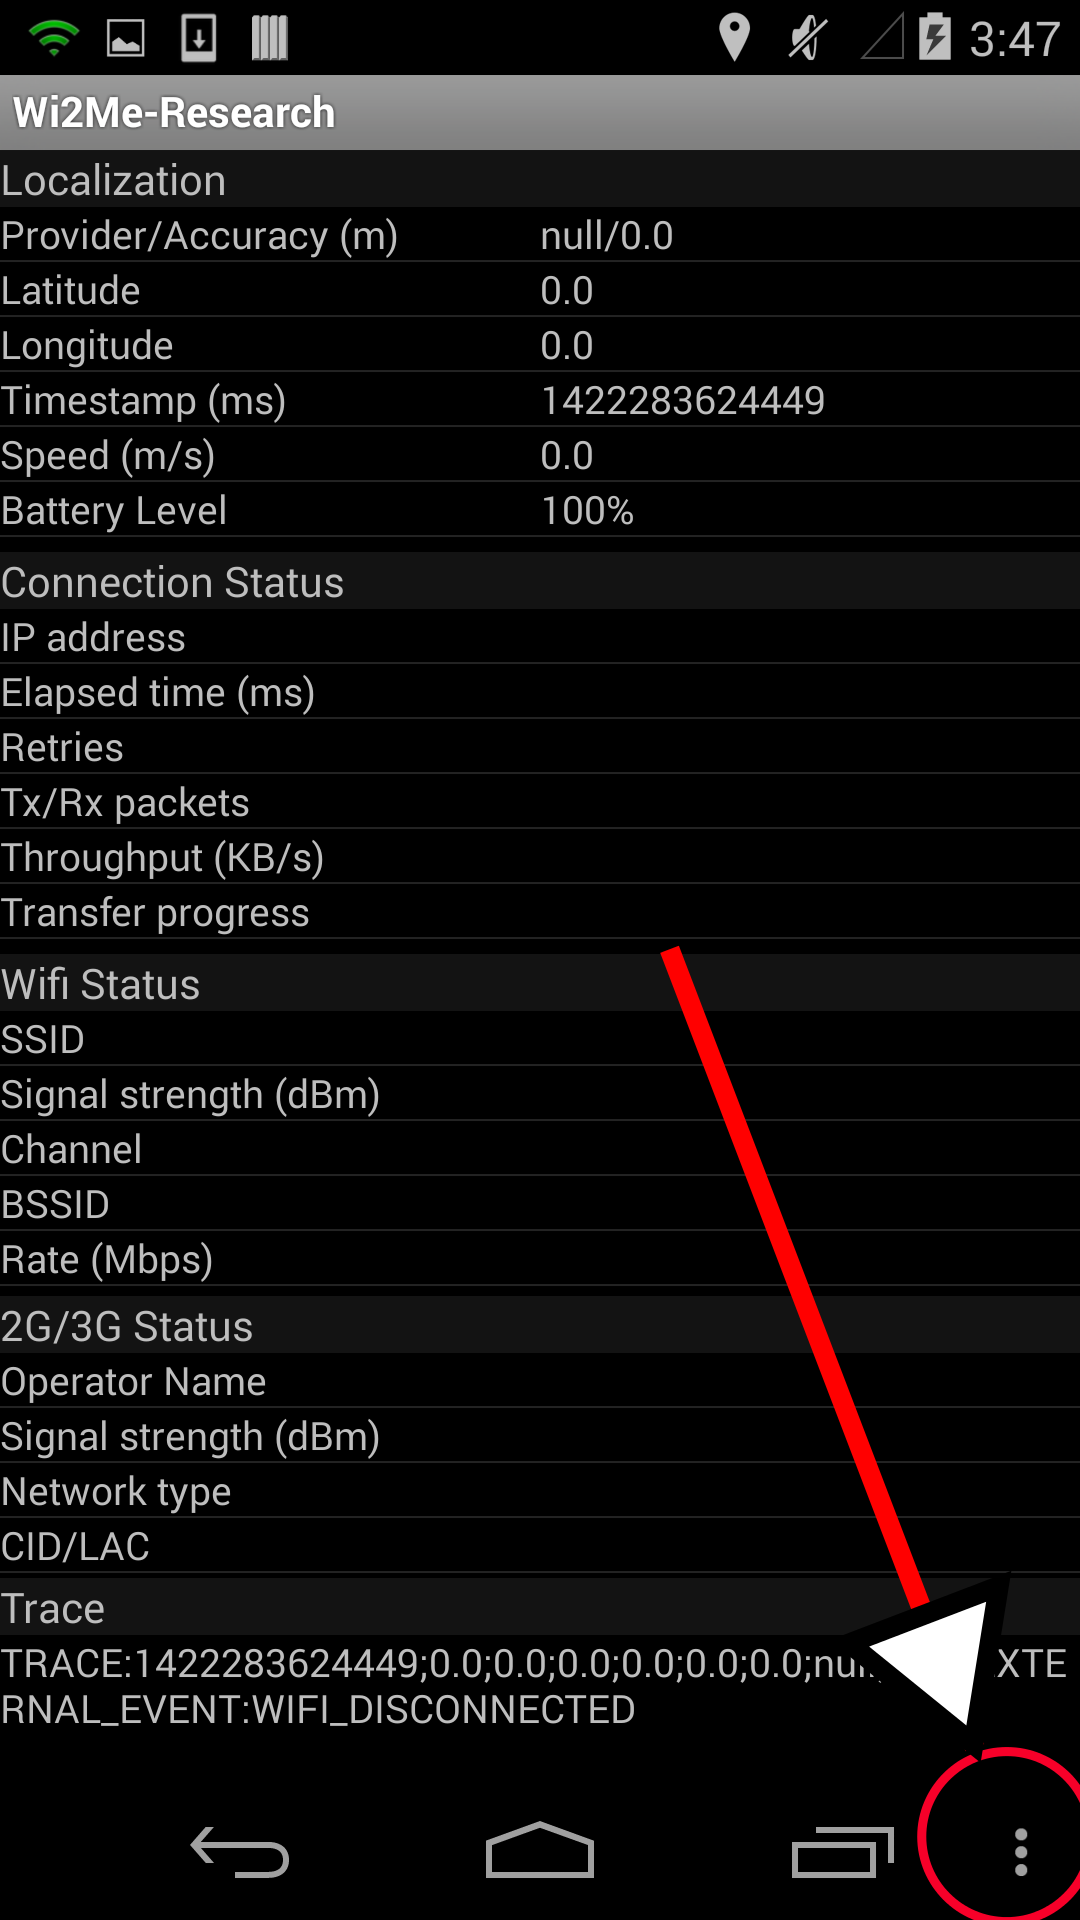 3:47
Wi2Me-Research
Localization
Provider/Accuracy (m) null/0.0
Latitude 0.0
Longitude 0.0
Timestamp (ms) 1422283624449
Speed (m/s) 0.0
Battery Level 100%
Connection Status
IP address
Elapsed time (ms)
Retries
Tx/Rx packets
Throughput (KB/s)
Transfer progress
Wifi Status
SSID
Signal strength (dBm)
Channel
BSSID
Rate (Mbps)
2G/3G Status
Operator Name
Signal strength (dBm)
Network type
CID/LAC
Trace
TRACE:1422283624449;0.0;0.0;0.0;0.0;0.0;0.0; XTE
RNAL_EVENT:WIFI_DISCONNECTED